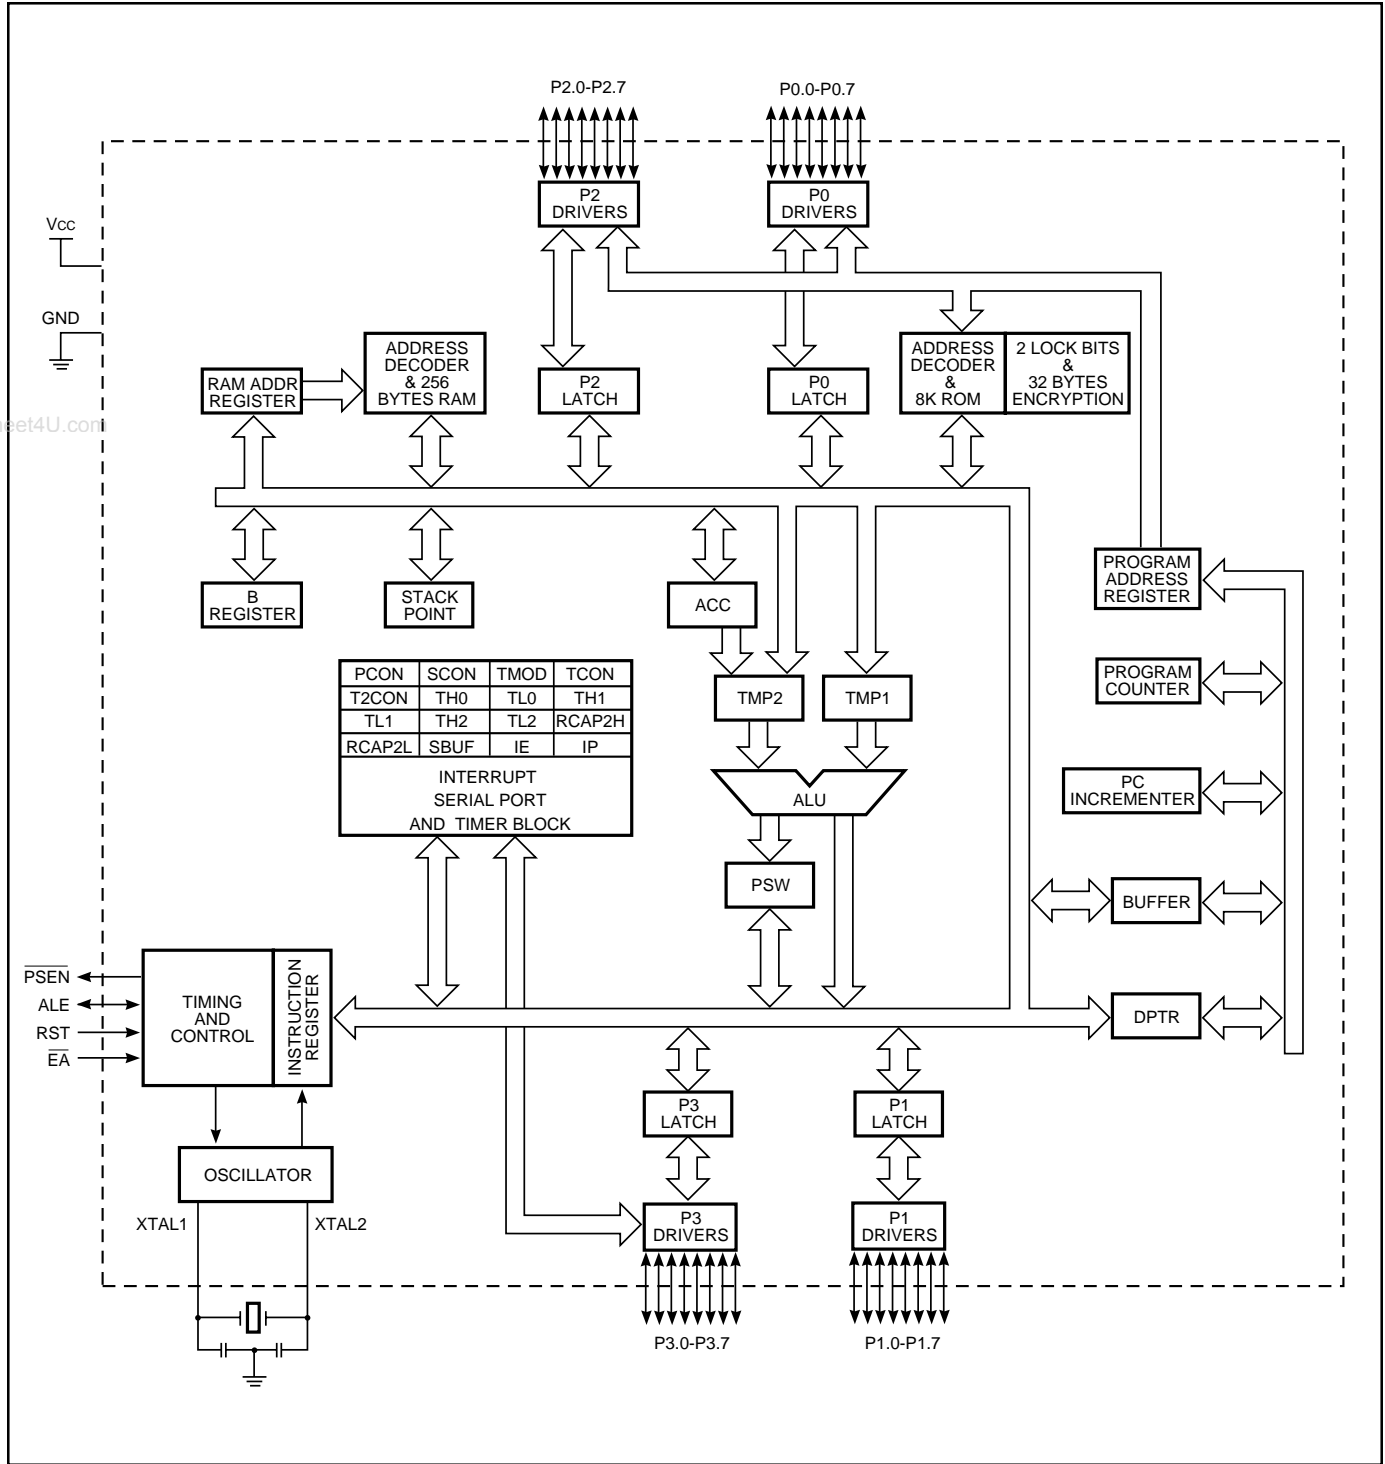 P2.0-P2.7
P0.0-P0.7
P2
DRIVERS
P0
DRIVERS
VCC
GND
ADDRESS
DECODER
& 256
BYTES RAM
ADDRESS
DECODER
&
8K ROM
2 LOCK BITS
&
32 BYTES
ENCRYPTION
RAM ADDR
REGISTER
P2
LATCH
P0
LATCH
eet4U.com
B
REGISTER
STACK
POINT
ACC
PROGRAM
ADDRESS
REGISTER
PCON SCON TMOD TCON
T2CON TH0 TL0 TH1
TL1 TH2 TL2 RCAP2H
RCAP2L SBUF IE IP
INTERRUPT
SERIAL PORT
AND TIMER BLOCK
TMP2
TMP1
PROGRAM
COUNTER
ALU
PC
INCREMENTER
PSW
BUFFER
PSEN
ALE
RST
EA
TIMING
AND
CONTROL
INSTRUCTION
REGISTER
DPTR
P3
LATCH
P1
LATCH
OSCILLATOR
XTAL1
XTAL2
P3
DRIVERS
P1
DRIVERS
P3.0-P3.7
P1.0-P1.7